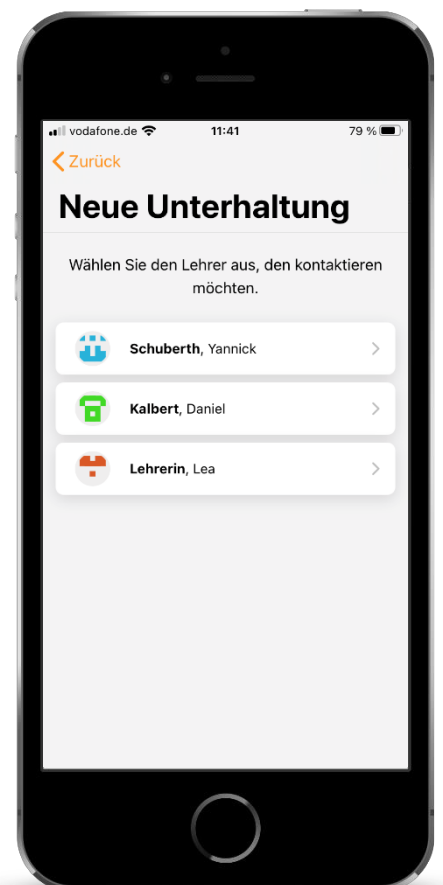 vodafone.de 11:41 79 %
Zurück
Neue Unterhaltung
Wählen Sie den Lehrer aus, den kontaktieren
möchten.
Schuberth, Yannick
Kalbert, Daniel
Lehrerin, Lea